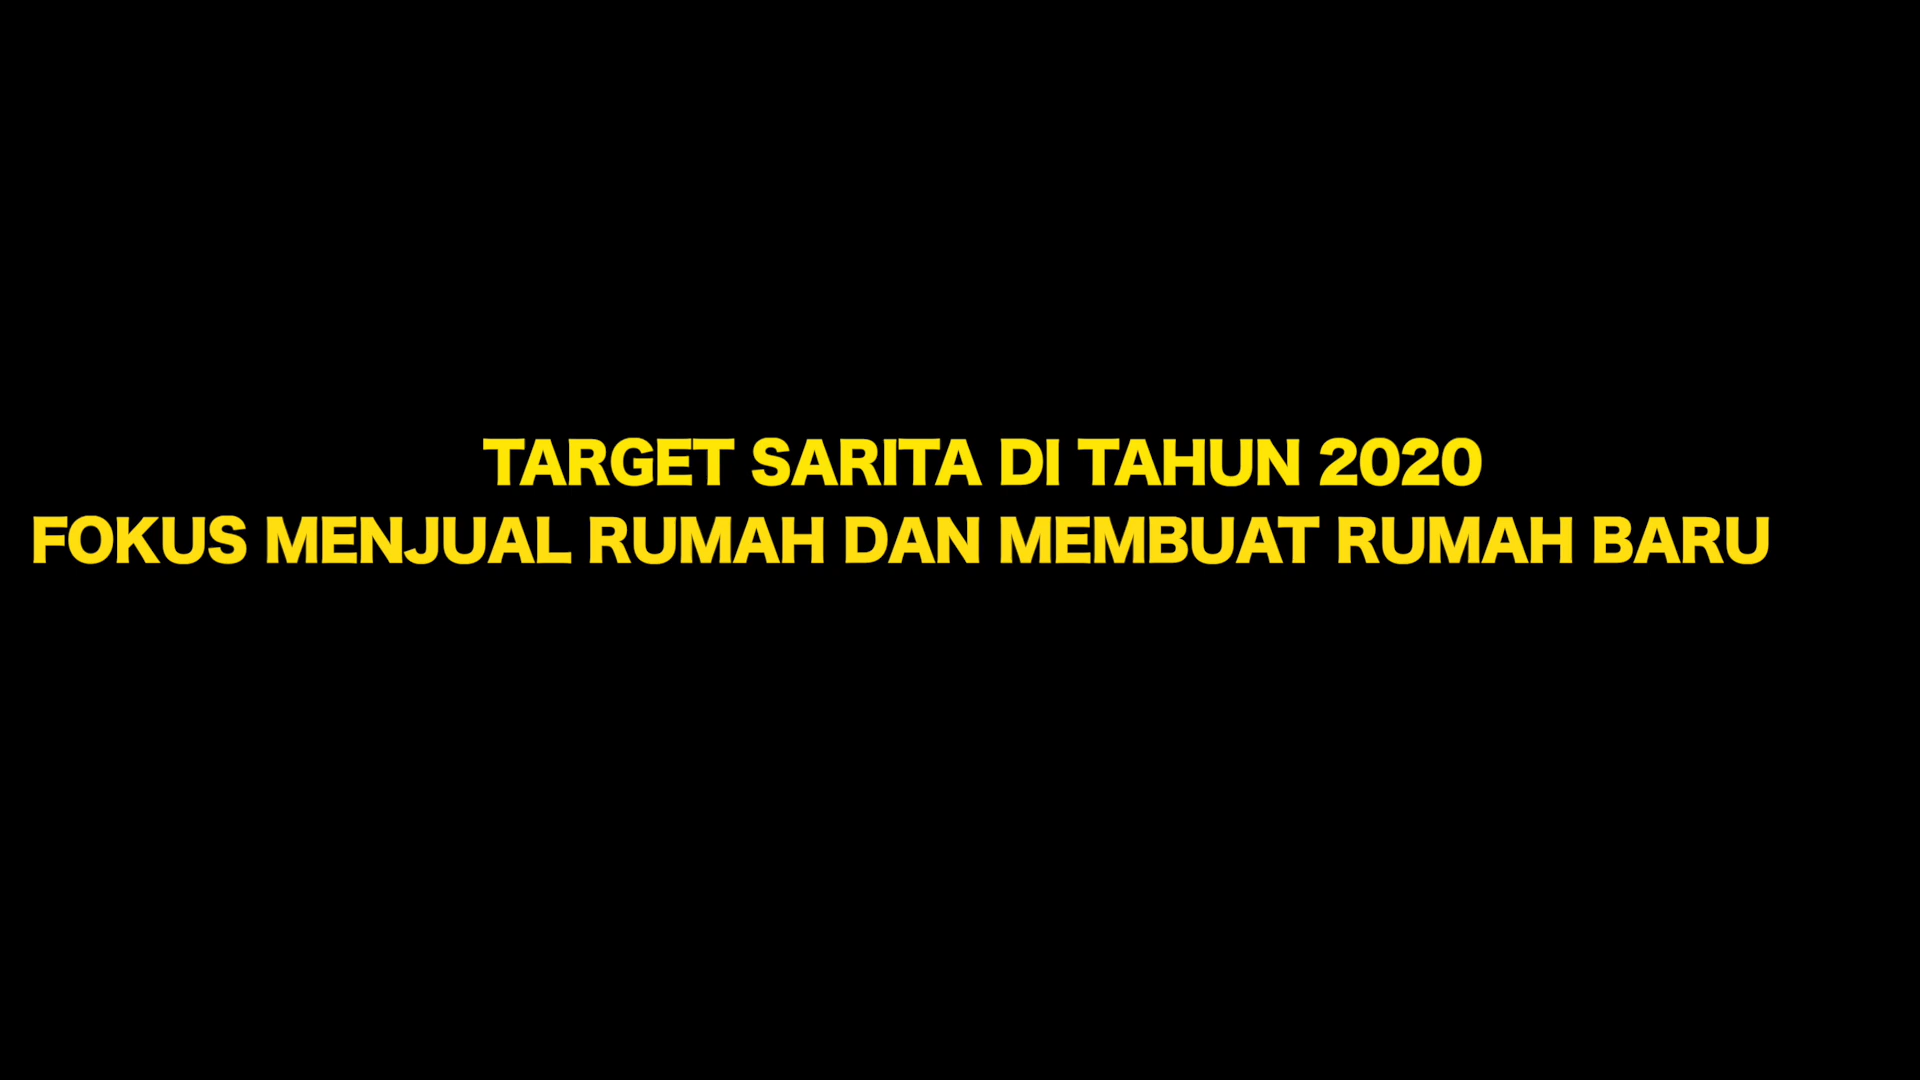 TARGET SARITA DI TAHUN 2020
FOKUS MENJUAL RUMAH DAN MEMBUAT RUMAH BARU